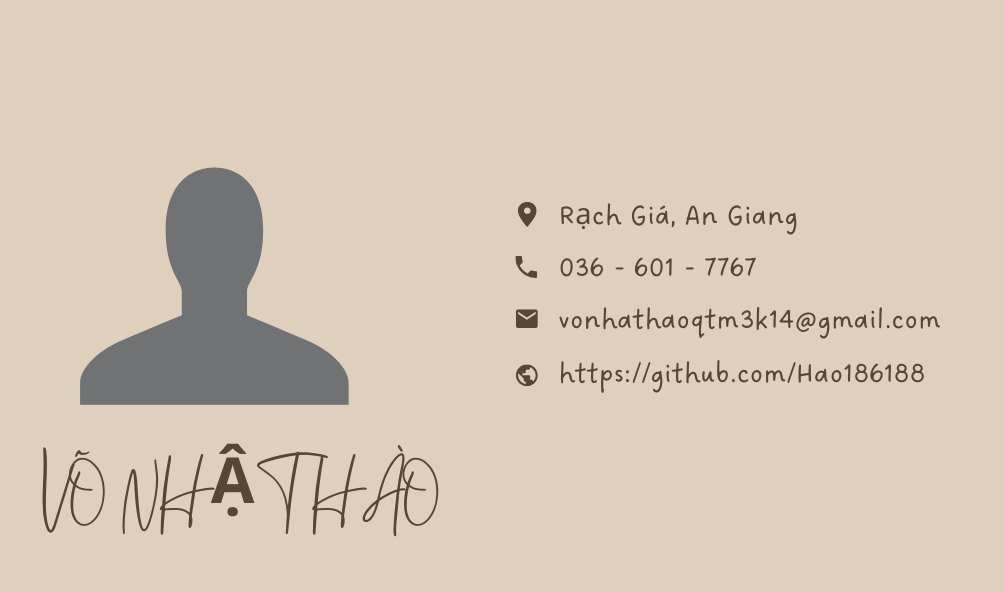 Rạch Giá, An Giang
036 - 601 - 7767
vonhathaoqtm3k14@gmail.com
https://github.com/Hao186188
VÕ NHẬT HÀO